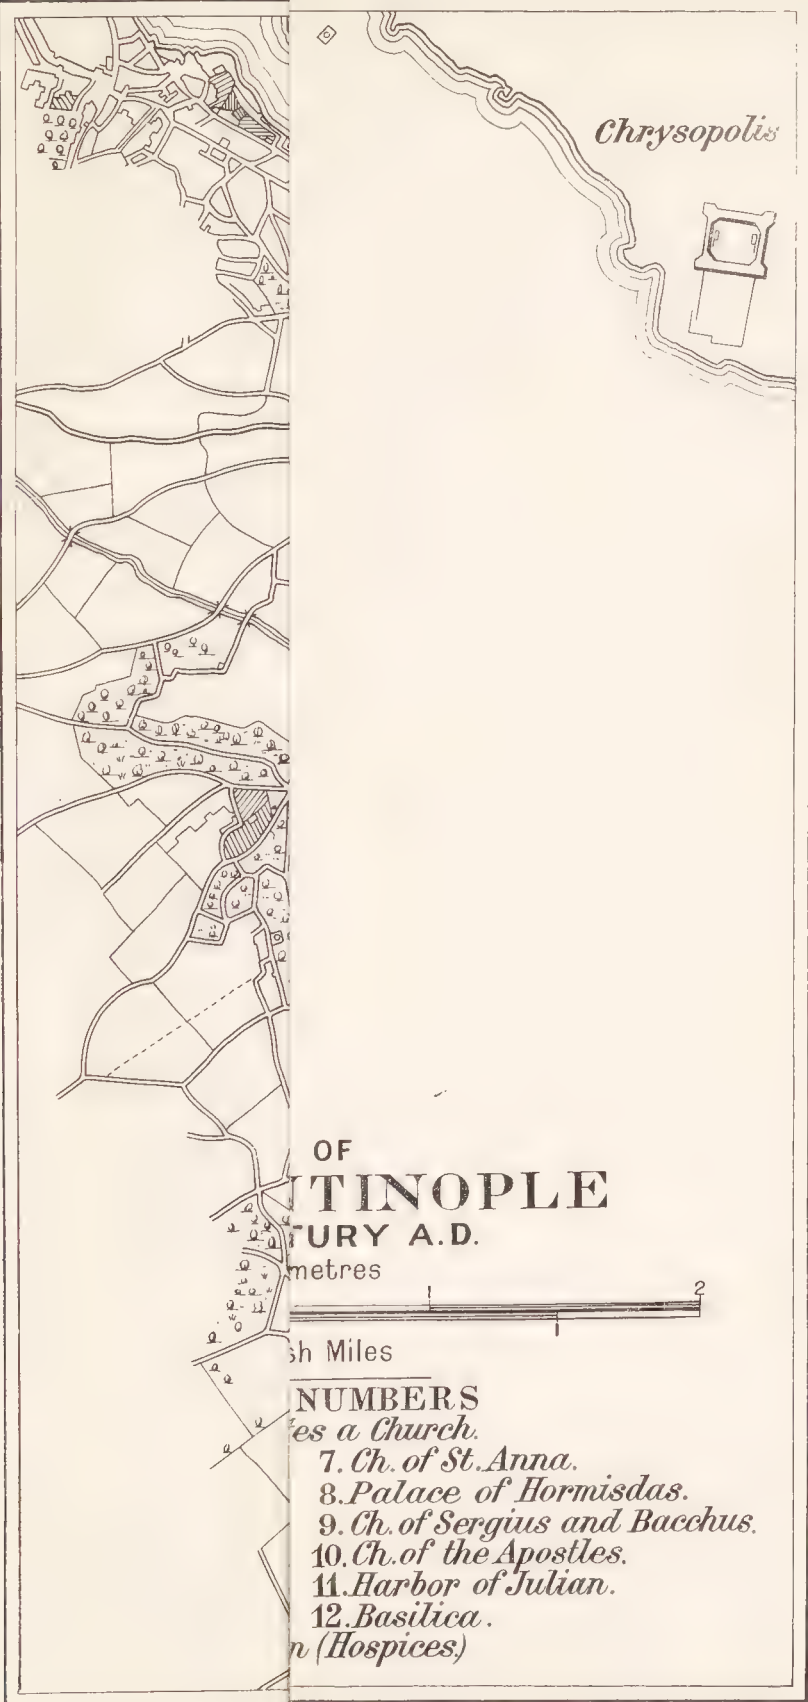 Chrysopolis
OF
TINOPLE
TURY A.D.
metres
1 2
1
sh Miles
NUMBERS
es a Church.
7. Ch. of St. Anna.
8. Palace of Hormisdas.
9. Ch. of Sergius and Bacchus.
10. Ch. of the Apostles.
11. Harbor of Julian.
12. Basilica.
n (Hospices.)